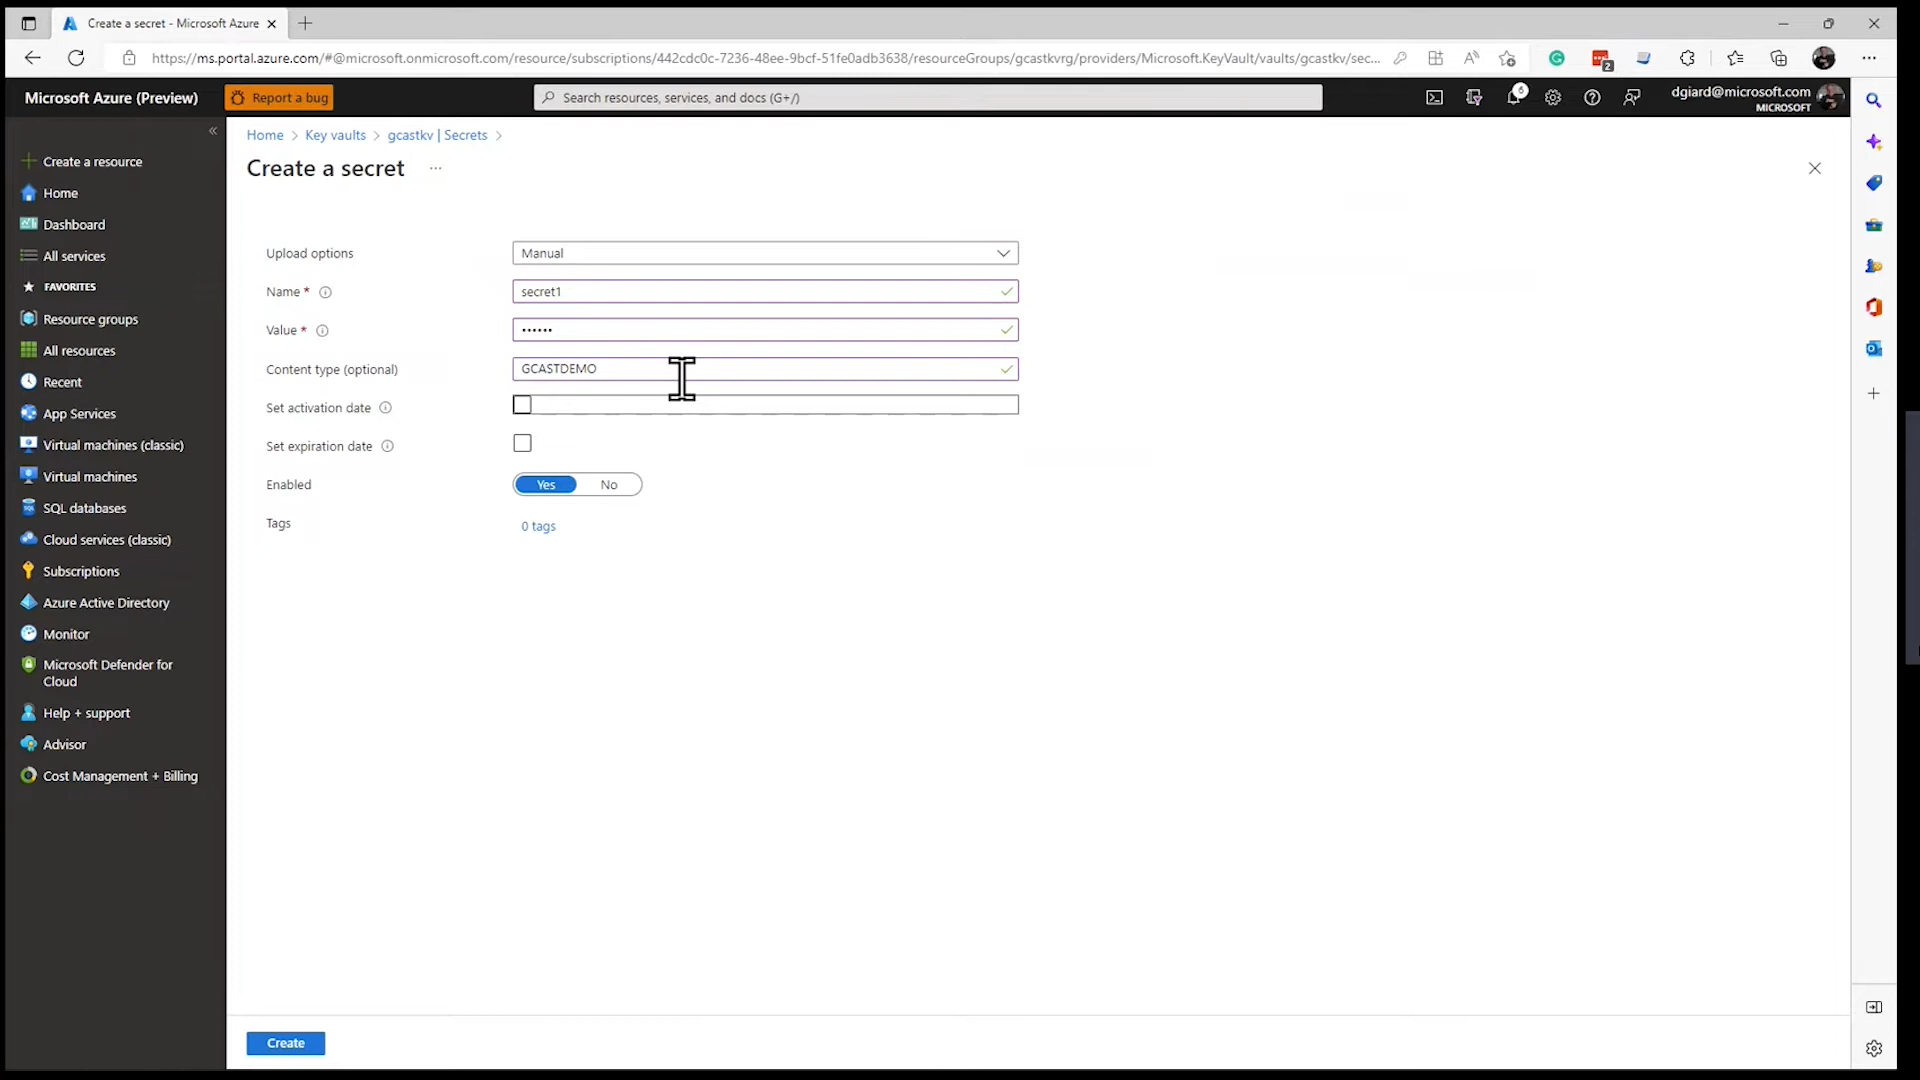 Create a secret - Microsoft Azure
https://ms.portal.azure.com/#@microsoft.onmicrosoft.com/resource/subscriptions/442cdc0c-7236-48ee-9bcf-51fe0adb3638/resourceGroups/gcastkvrg/providers/Microsoft.KeyVault/vaults/gcastkv/sec...
2
Microsoft Azure (Preview)
Report a bug
Search resources, services, and docs (G+/)
6
dgiard@microsoft.com
MICROSOFT
Home > Key vaults > gcastkv | Secrets >
Create a secret ...
Create a resource
Home
Dashboard
All services
FAVORITES
Resource groups
All resources
Recent
App Services
Virtual machines (classic)
Virtual machines
SQL databases
Cloud services (classic)
Subscriptions
Azure Active Directory
Monitor
Microsoft Defender for
Cloud
Help + support
Advisor
Cost Management + Billing
Upload options
Manual
Name *
secret1
Value *
••••••
Content type (optional)
GCASTDEMO
Set activation date
Set expiration date
Enabled
Yes No
Tags
0 tags
Create